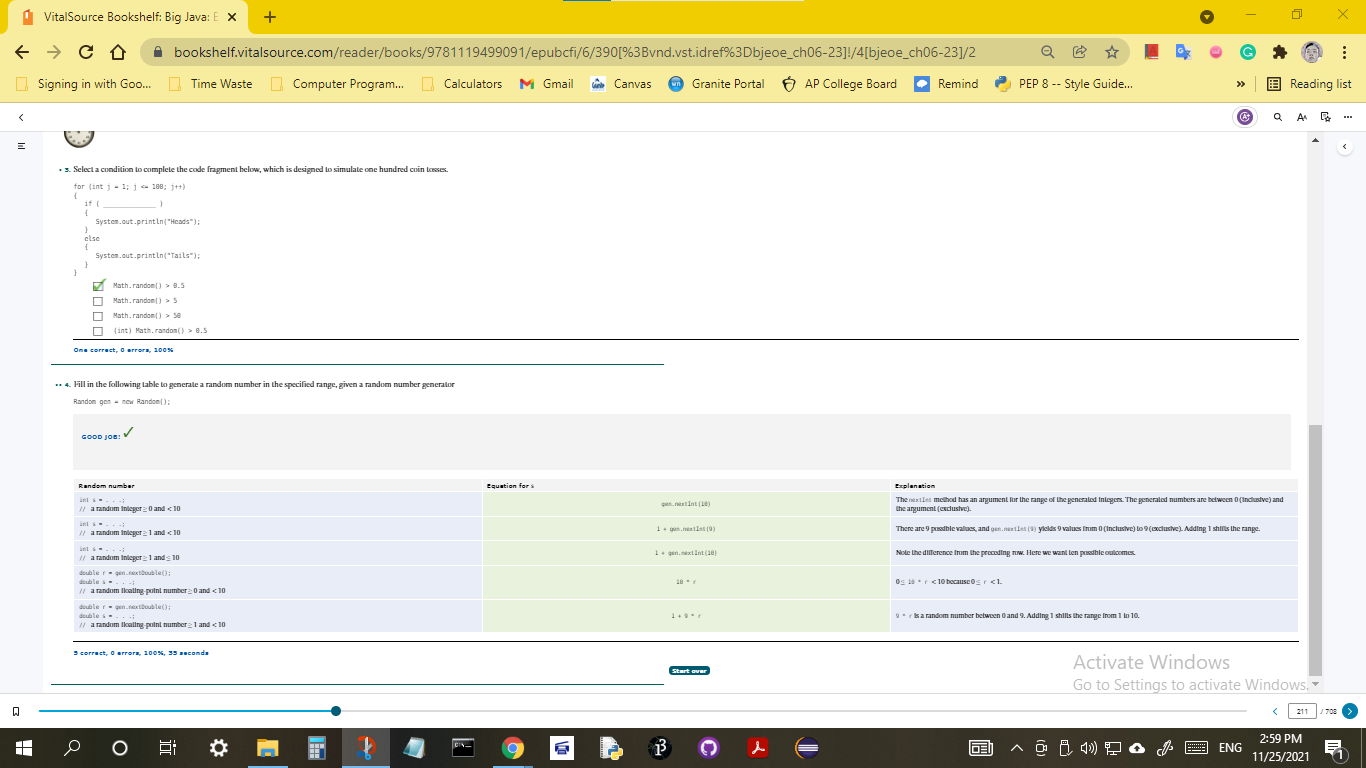 VitalSource Bookshelf: Big Java: E
bookshelf.vitalsource.com/reader/books/9781119499091/epubcfi/6/390[%3Bvnd.vst.idref%3Dbjeoe_ch06-23]!/4[bjeoe_ch06-23]/2
Signing in with Goo... Time Waste Computer Program... Calculators Gmail Canvas Granite Portal AP College Board Remind PEP 8 -- Style Guide... » Reading list
•• 3. Select a condition to complete the code fragment below, which is designed to simulate one hundred coin tosses.
for (int j = 1; j <= 100; j++)
{
if ( _____________ )
{
System.out.println("Heads");
}
else
{
System.out.println("Tails");
}
}
Math.random() > 0.5
Math.random() > 5
Math.random() > 50
(int) Math.random() > 0.5
One correct, 0 errors, 100%
•• 4. Fill in the following table to generate a random number in the specified range, given a random number generator
Random gen = new Random();
GOOD JOB!
Random number Equation for s Explanation
int s = . . .;
// a random integer ≥ 0 and < 10
gen.nextInt(10)
The nextInt method has an argument for the range of the generated integers. The generated numbers are between 0 (inclusive) and
the argument (exclusive).
int s = . . .;
// a random integer ≥ 1 and < 10
1 + gen.nextInt(9)
There are 9 possible values, and gen.nextInt(9) yields 9 values from 0 (inclusive) to 9 (exclusive). Adding 1 shifts the range.
int s = . . .;
// a random integer ≥ 1 and ≤ 10
1 + gen.nextInt(10)
Note the difference from the preceding row. Here we want ten possible outcomes.
double r = gen.nextDouble();
double s = . . .;
// a random floating-point number ≥ 0 and < 10
10 * r
0 ≤ 10 * r < 10 because 0 ≤ r < 1.
double r = gen.nextDouble();
double s = . . .;
// a random floating-point number ≥ 1 and < 10
1 + 9 * r
9 * r is a random number between 0 and 9. Adding 1 shifts the range from 1 to 10.
5 correct, 0 errors, 100%, 35 seconds
Start over
Activate Windows
Go to Settings to activate Windows.
211 / 708
ENG
2:59 PM
11/25/2021
1